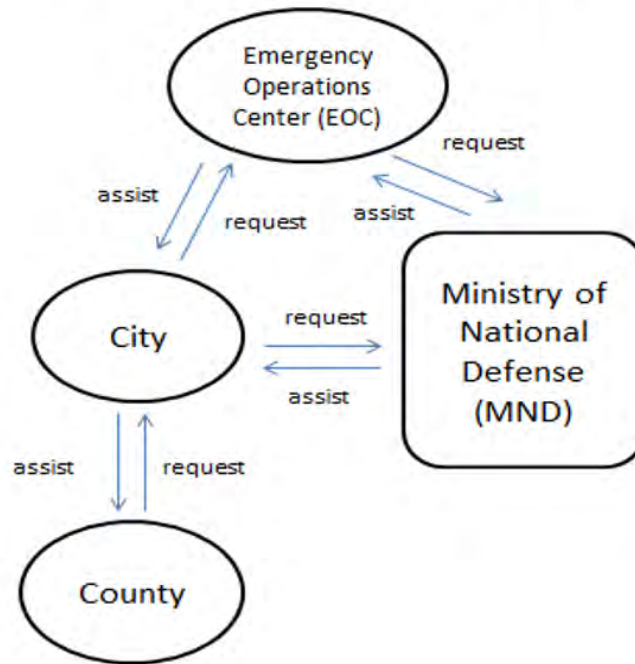 Emergency
Operations
Center (EOC)
request
assist
assist
request
Ministry of
National
Defense
(MND)
City
request
assist
assist
request
County